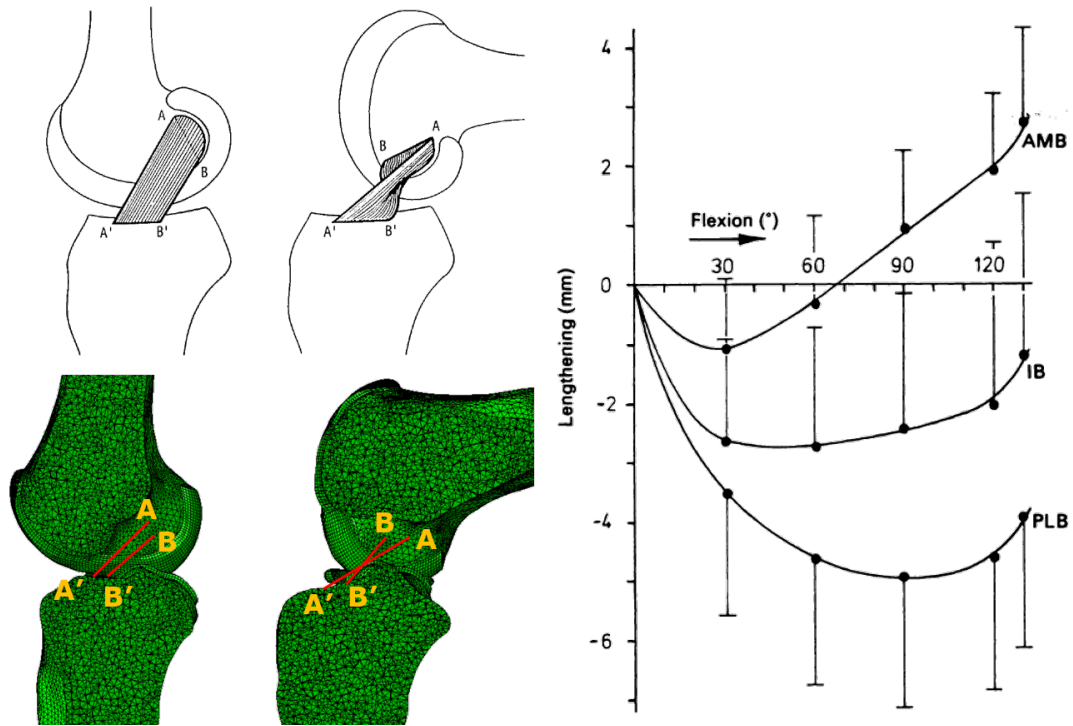 A
B
A'
B'
A
B
A'
B'
A
B
A'
B'
B
A
A'
B'
4
2
0
-2
-4
-6
Lengthening (mm)
Flexion (°)
30
60
90
120
AMB
IB
PLB